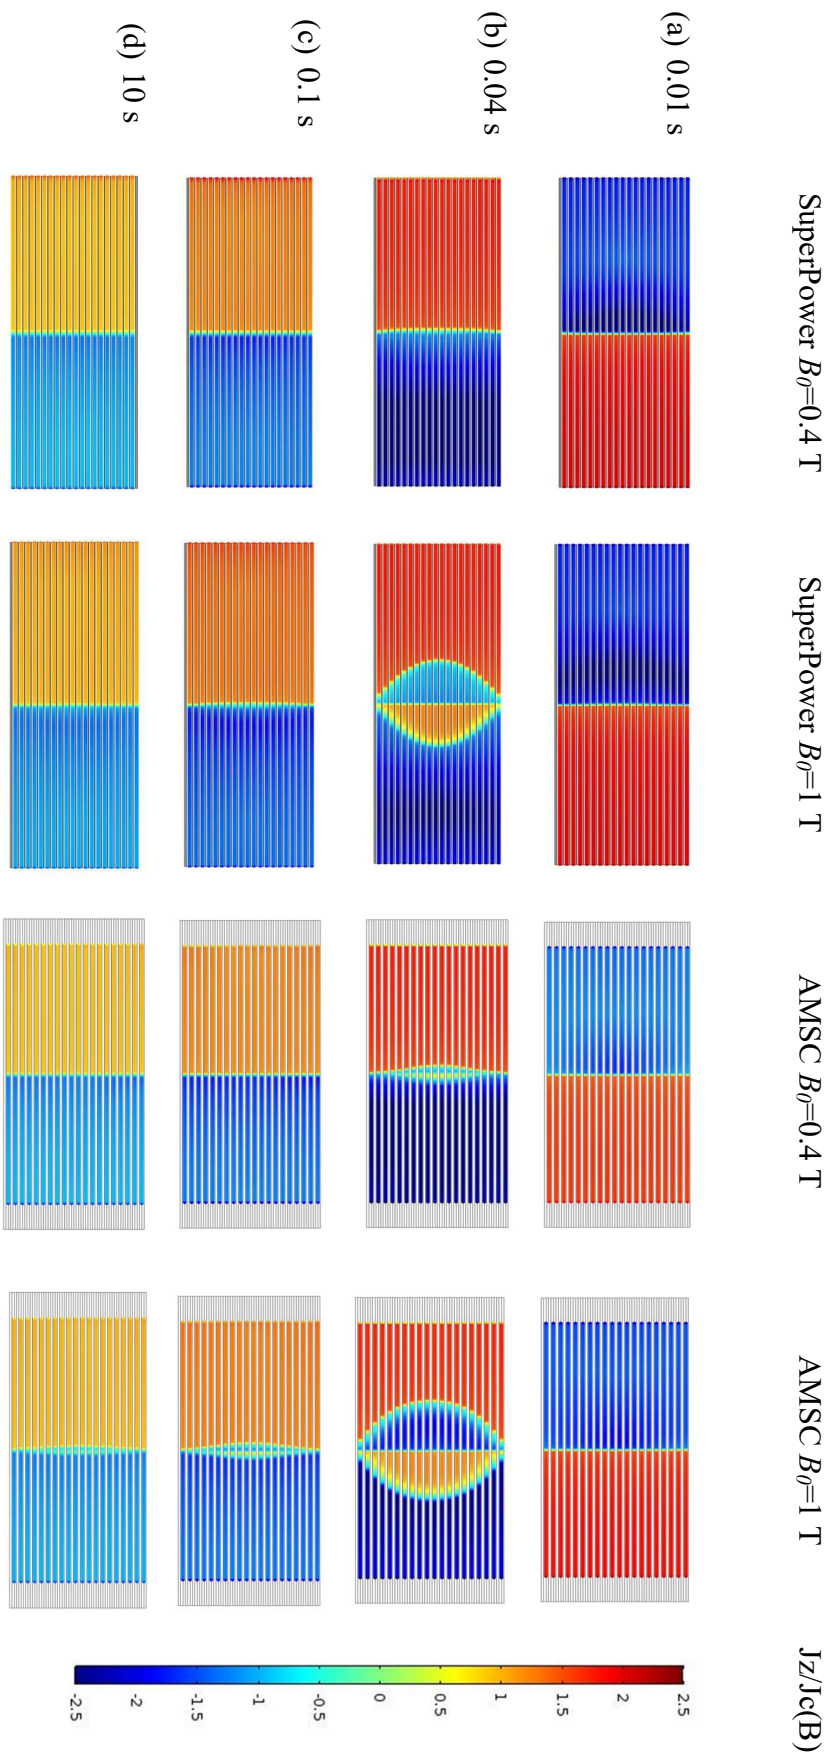 SuperPower B0=0.4 T
SuperPower B0=1 T
AMSC B0=0.4 T
AMSC B0=1 T
Jz/Jc(B)
(a) 0.01 s
(b) 0.04 s
(c) 0.1 s
(d) 10 s
2.5
2
1.5
1
0.5
0
-0.5
-1
-1.5
-2
-2.5